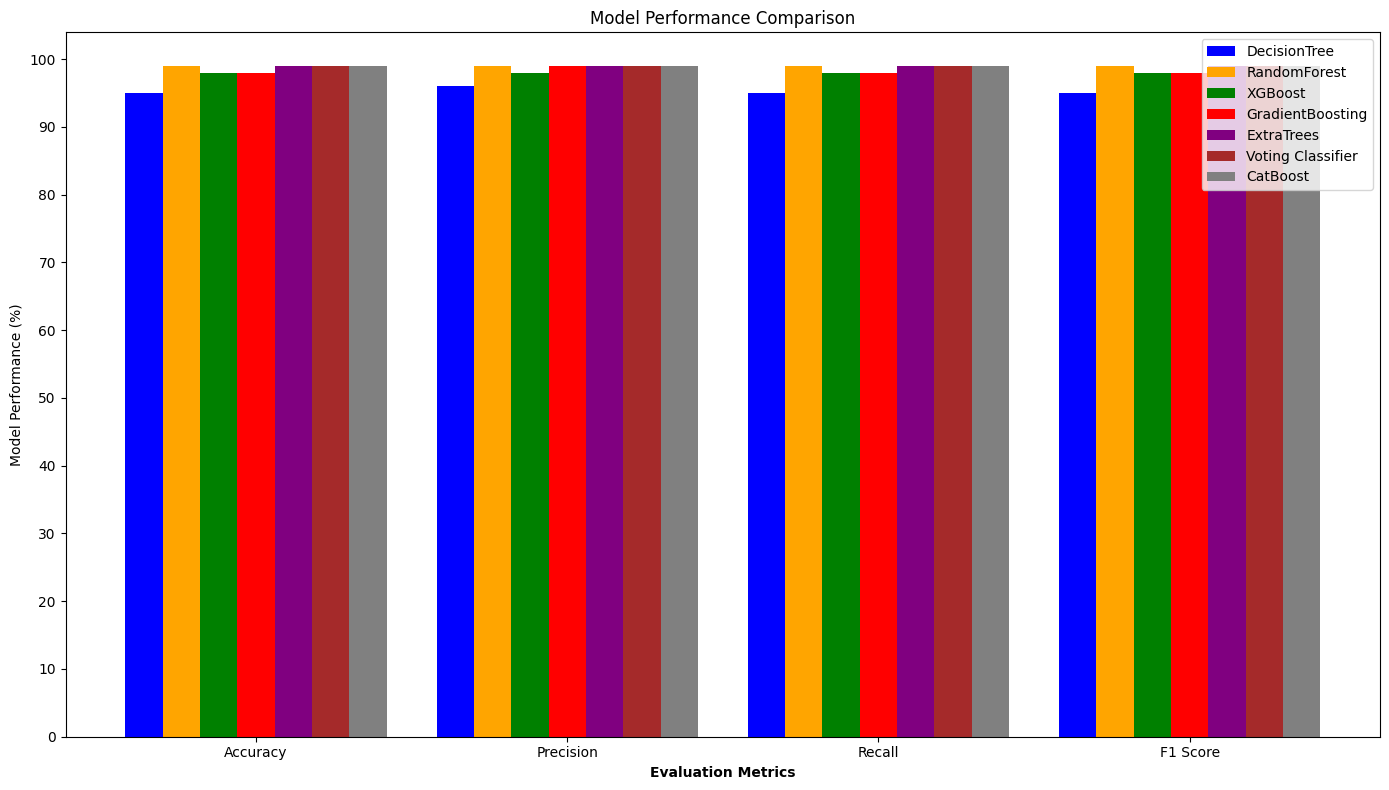 Model Performance Comparison
DecisionTree
RandomForest
XGBoost
GradientBoosting
ExtraTrees
Voting Classifier
CatBoost
Model Performance (%)
100
90
80
70
60
50
40
30
20
10
0
Accuracy
Precision
Recall
F1 Score
Evaluation Metrics